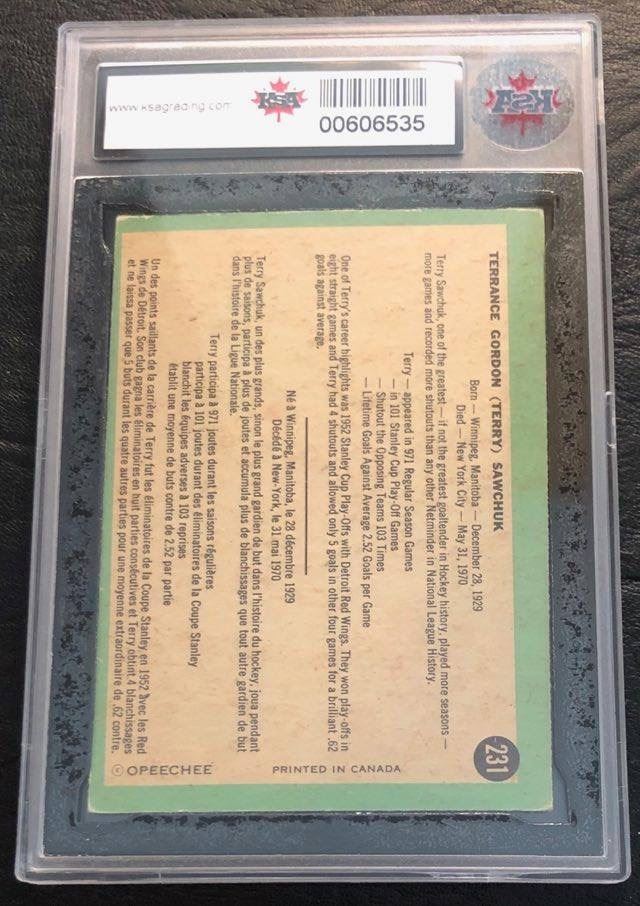 www.ksagrading.com
KSA
00606535
KSA
TERRANCE GORDON (TERRY) SAWCHUK
231
Born — Winnipeg, Manitoba — December 28, 1929
Died — New York City — May 31, 1970
Terry Sawchuk, one of the greatest — if not the greatest goaltender in Hockey history, played more seasons —
more games and recorded more shutouts than any other Netminder in National League History.
Terry — appeared in 971 Regular Season Games
— in 101 Stanley Cup Play-Off Games
— Shutout the Opposing Teams 103 Times
— Lifetime Goals Against Average 2.52 Goals per Game
One of Terry's career highlights was 1952 Stanley Cup Play-Offs with Detroit Red Wings. They won play-offs in
eight straight games and Terry had 4 shutouts and allowed only 5 goals in other four games for a brilliant .62
goals against average.
Né à Winnipeg, Manitoba, le 28 décembre 1929
Décédé à New-York, le 31 mai 1970
Terry Sawchuk, un des plus grands, sinon le plus grand gardien de but dans l'histoire du hockey, joua pendant
plus de saisons, participa à plus de joutes et accumula plus de blanchissages que tout autre gardien de but
dans l'histoire de la Ligue Nationale.
Terry participa à 971 joutes durant les saisons régulières
participa à 101 joutes durant des éliminatoires de la Coupe Stanley
blanchit les équipes adverses à 103 reprises
établit une moyenne de buts contre de 2.52 par partie
Un des points saillants de la carrière de Terry fut les éliminatoires de la Coupe Stanley en 1952 avec les Red
Wings de Détroit. Son club gagna les éliminatoires en huit parties consécutives et Terry obtint 4 blanchissages
et ne laissa passer que 5 buts durant les quatre autres parties pour une moyenne extraordinaire de .62 contre.
© OPEECHEE
PRINTED IN CANADA